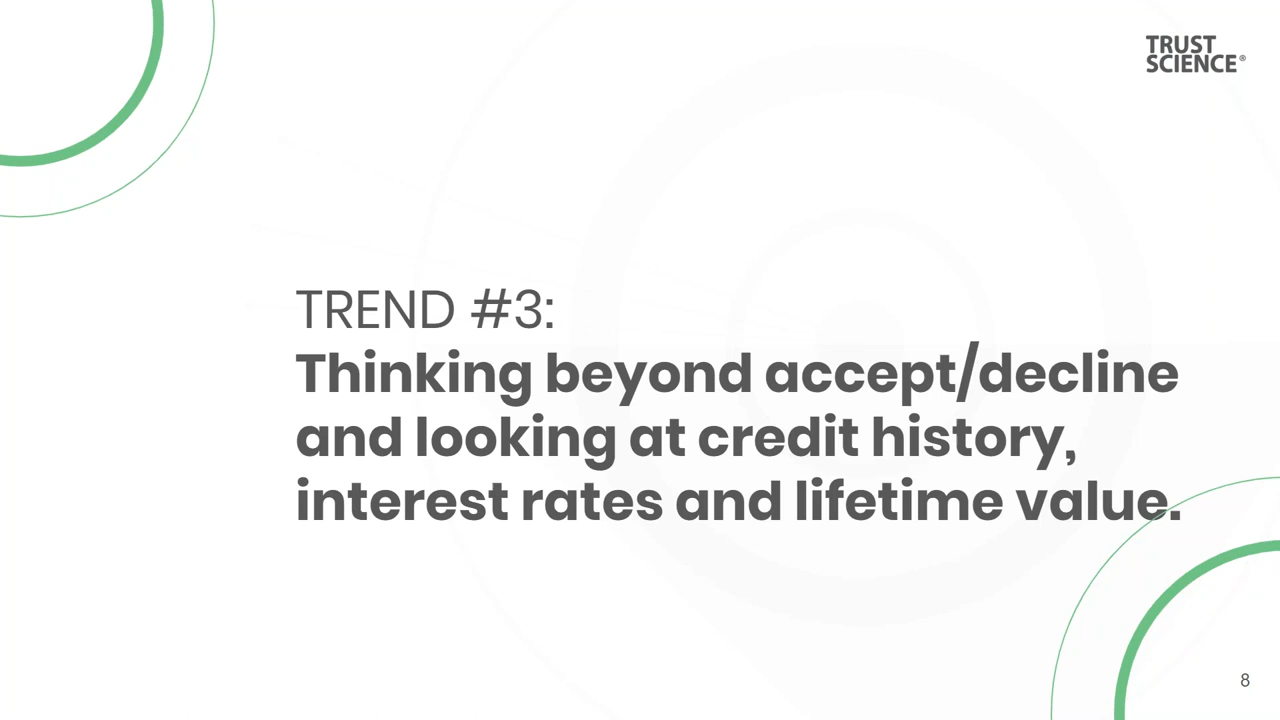 TRUST
SCIENCE®
TREND #3:
Thinking beyond accept/decline
and looking at credit history,
interest rates and lifetime value.
8